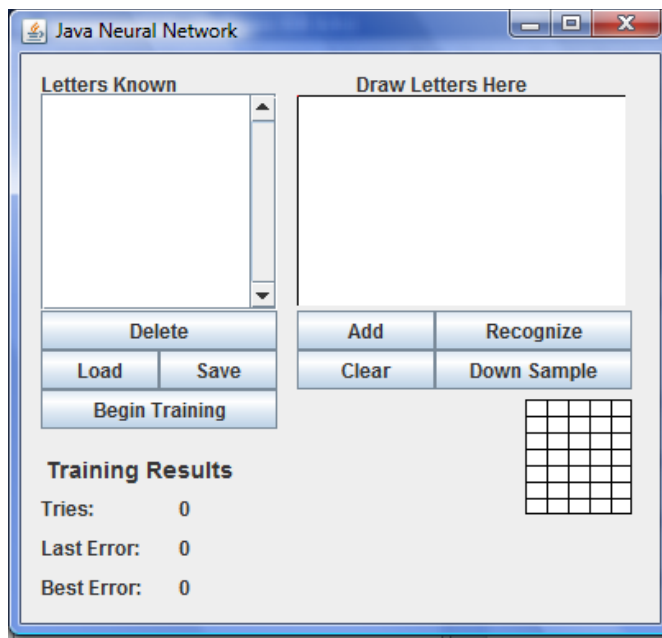 Java Neural Network
Letters Known
Draw Letters Here
Delete
Load Save
Begin Training
Add Recognize
Clear Down Sample
Training Results
Tries: 0
Last Error: 0
Best Error: 0